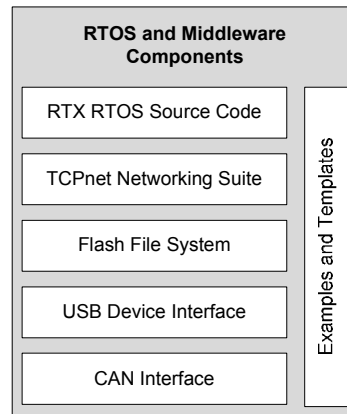 RTOS and Middleware
Components
RTX RTOS Source Code
TCPnet Networking Suite
Flash File System
USB Device Interface
CAN Interface
Examples and Templates